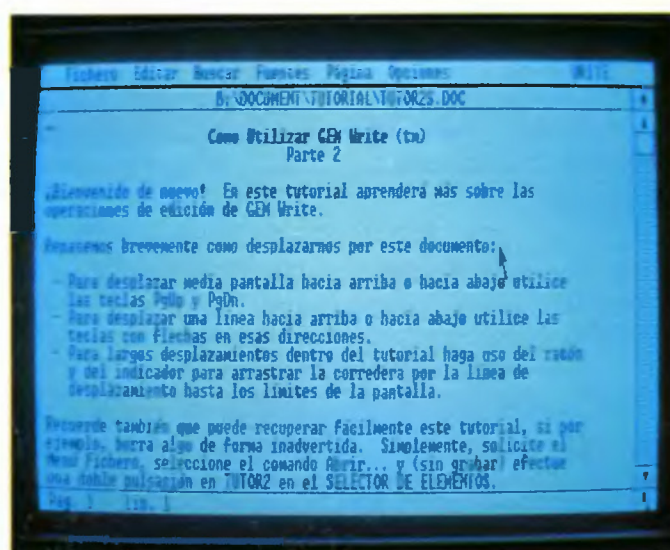 Fichero Editar Buscar Fuentes Página Opciones WRITE
B:\DOCUMENT\TUTORIAL\TUTOR2S.DOC
Como Utilizar GEM Write (tm)
Parte 2
¡Bienvenido de nuevo! En este tutorial aprenderá más sobre las
operaciones de edición de GEM Write.
Repasemos brevemente como desplazarnos por este documento:
- Para desplazar media pantalla hacia arriba o hacia abajo utilice
las teclas PgUp y PgDn.
- Para desplazar una línea hacia arriba o hacia abajo utilice las
teclas con flechas en esas direcciones.
- Para largos desplazamientos dentro del tutorial haga uso del ratón
y del indicador para arrastrar la corredera por la línea de
desplazamiento hasta los límites de la pantalla.
Recuerde también que puede recuperar fácilmente este tutorial, si por
ejemplo, borra algo de forma inadvertida. Simplemente, solicite el
Menú Fichero, seleccione el comando Abrir... y (sin grabar) efectúe
una doble pulsación en TUTOR2 en el SELECTOR DE ELEMENTOS.
Pág. 1 Lín. 1